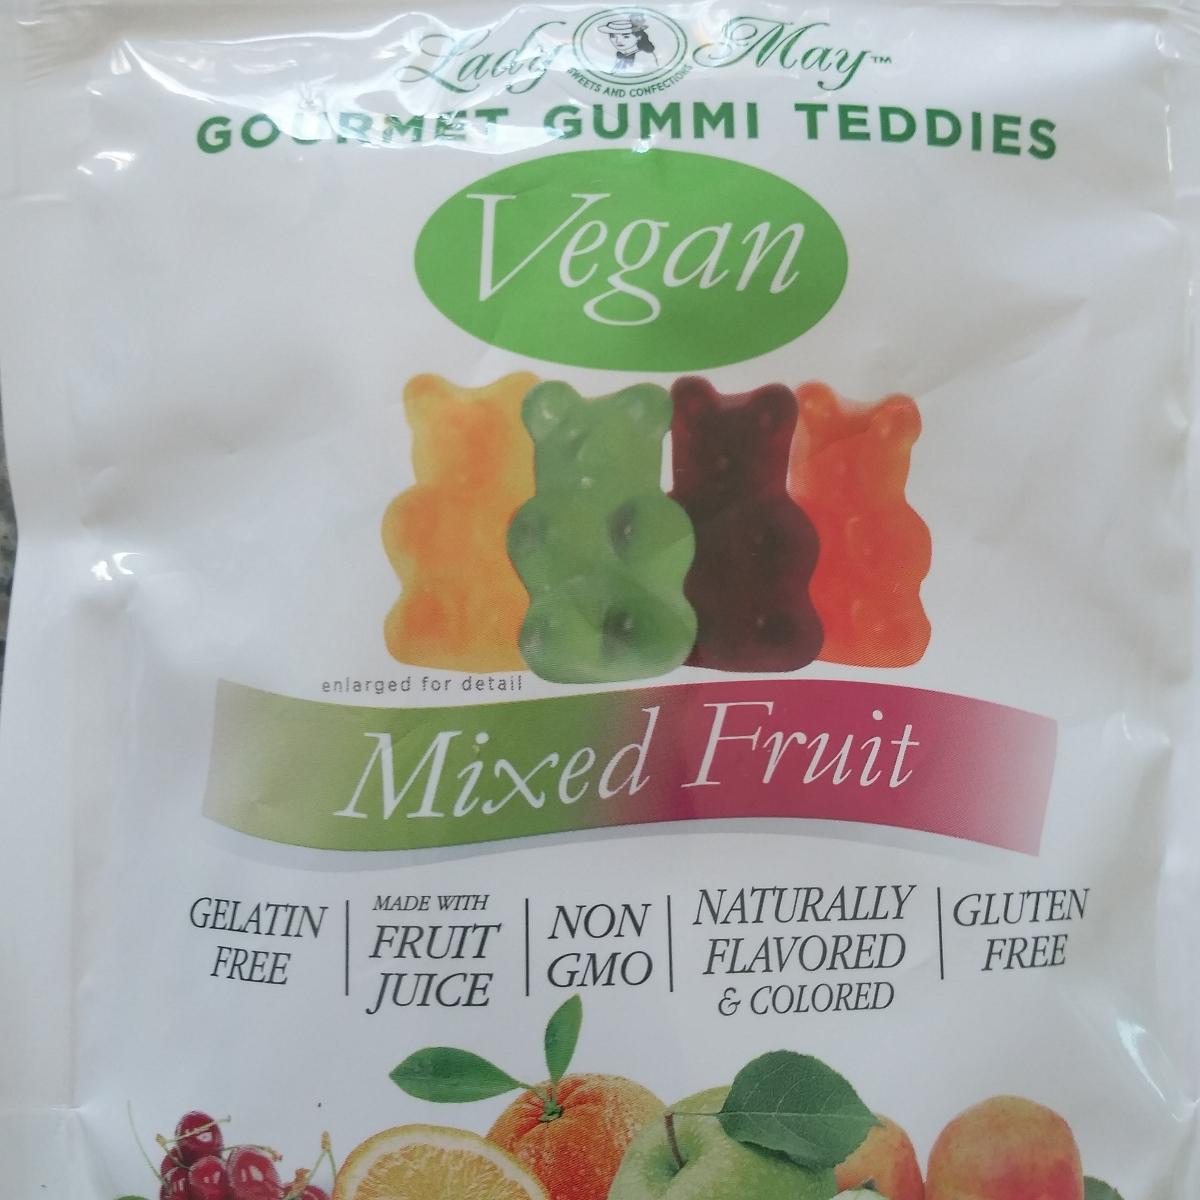 Lady May™
SWEETS AND CONFECTIONS
GOURMET GUMMI TEDDIES
Vegan
enlarged for detail
Mixed Fruit
GELATIN
FREE
MADE WITH
FRUIT
JUICE
NON
GMO
NATURALLY
FLAVORED
& COLORED
GLUTEN
FREE